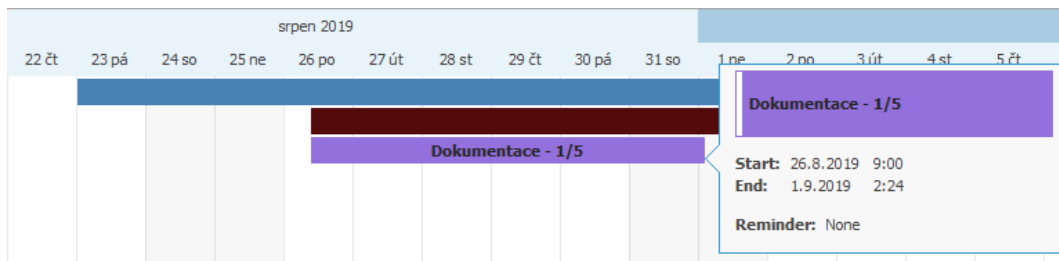 srpen 2019
22 čt 23 pá 24 so 25 ne 26 po 27 út 28 st 29 čt 30 pá 31 so 1 ne 2 po 3 út 4 st 5 čt
Dokumentace - 1/5
Dokumentace - 1/5
Start: 26.8.2019 9:00
End: 1.9.2019 2:24
Reminder: None